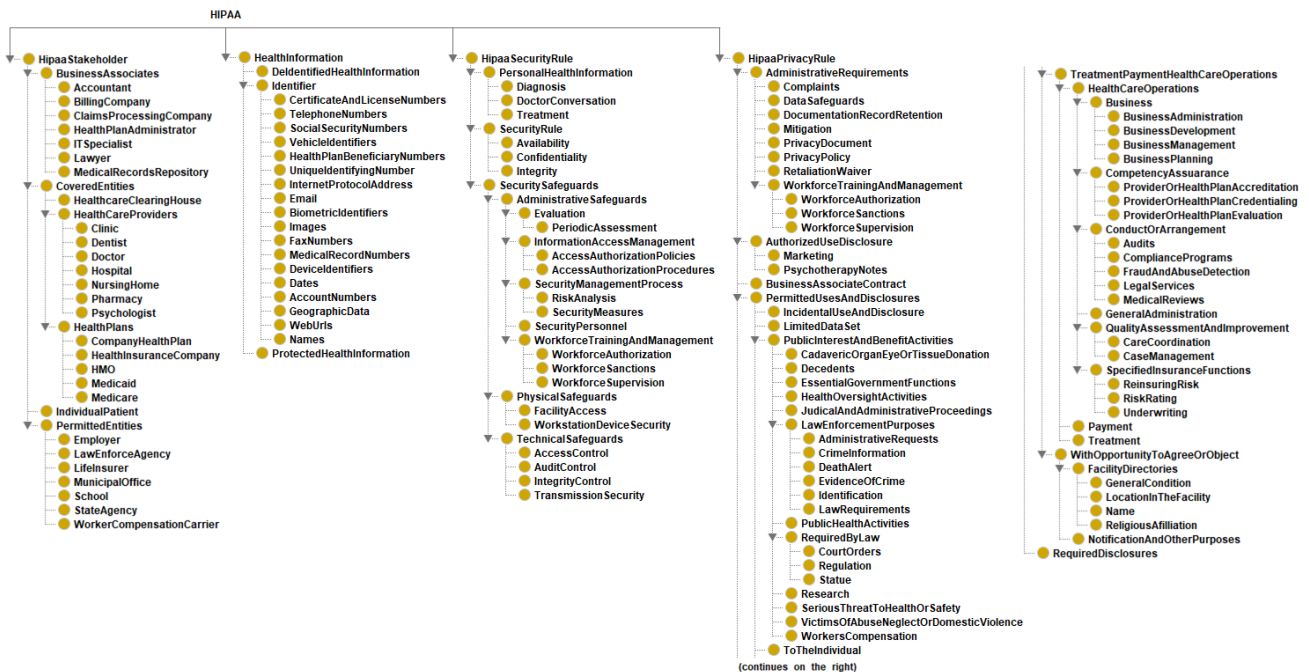 HIPAA
HipaaStakeholder
BusinessAssociates
Accountant
BillingCompany
ClaimsProcessingCompany
HealthPlanAdministrator
ITSpecialist
Lawyer
MedicalRecordsRepository
CoveredEntities
HealthcareClearingHouse
HealthCareProviders
Clinic
Dentist
Doctor
Hospital
NursingHome
Pharmacy
Psychologist
HealthPlans
CompanyHealthPlan
HealthInsuranceCompany
HMO
Medicaid
Medicare
IndividualPatient
PermittedEntities
Employer
LawEnforceAgency
LifeInsurer
MunicipalOffice
School
StateAgency
WorkerCompensationCarrier
HealthInformation
DeIdentifiedHealthInformation
Identifier
CertificateAndLicenseNumbers
TelephoneNumbers
SocialSecurityNumbers
VehicleIdentifiers
HealthPlanBeneficiaryNumbers
UniqueIdentifyingNumber
InternetProtocolAddress
Email
BiometricIdentifiers
Images
FaxNumbers
MedicalRecordNumbers
DeviceIdentifiers
Dates
AccountNumbers
GeographicData
WebUrls
Names
ProtectedHealthInformation
HipaaSecurityRule
PersonalHealthInformation
Diagnosis
DoctorConversation
Treatment
SecurityRule
Availability
Confidentiality
Integrity
SecuritySafeguards
AdministrativeSafeguards
Evaluation
PeriodicAssessment
InformationAccessManagement
AccessAuthorizationPolicies
AccessAuthorizationProcedures
SecurityManagementProcess
RiskAnalysis
SecurityMeasures
SecurityPersonnel
WorkforceTrainingAndManagement
WorkforceAuthorization
WorkforceSanctions
WorkforceSupervision
PhysicalSafeguards
FacilityAccess
WorkstationDeviceSecurity
TechnicalSafeguards
AccessControl
AuditControl
IntegrityControl
TransmissionSecurity
HipaaPrivacyRule
AdministrativeRequirements
Complaints
DataSafeguards
DocumentationRecordRetention
Mitigation
PrivacyDocument
PrivacyPolicy
RetaliationWaiver
WorkforceTrainingAndManagement
WorkforceAuthorization
WorkforceSanctions
WorkforceSupervision
AuthorizedUseDisclosure
Marketing
PsychotherapyNotes
BusinessAssociateContract
PermittedUsesAndDisclosures
IncidentalUseAndDisclosure
LimitedDataSet
PublicInterestAndBenefitActivities
CadavericOrganEyeOrTissueDonation
Decedents
EssentialGovernmentFunctions
HealthOversightActivities
JudicalAndAdministrativeProceedings
LawEnforcementPurposes
AdministrativeRequests
CrimeInformation
DeathAlert
EvidenceOfCrime
Identification
LawRequirements
PublicHealthActivities
RequiredByLaw
CourtOrders
Regulation
Statue
Research
SeriousThreatToHealthOrSafety
VictimsOfAbuseNeglectOrDomesticViolence
WorkersCompensation
ToTheIndividual
(continues on the right)
TreatmentPaymentHealthCareOperations
HealthCareOperations
Business
BusinessAdministration
BusinessDevelopment
BusinessManagement
BusinessPlanning
CompetencyAssuarance
ProviderOrHealthPlanAccreditation
ProviderOrHealthPlanCredentialing
ProviderOrHealthPlanEvaluation
ConductOrArrangement
Audits
CompliancePrograms
FraudAndAbuseDetection
LegalServices
MedicalReviews
GeneralAdministration
QualityAssessmentAndImprovement
CareCoordination
CaseManagement
SpecifiedInsuranceFunctions
ReinsuringRisk
RiskRating
Underwriting
Payment
Treatment
WithOpportunityToAgreeOrObject
FacilityDirectories
GeneralCondition
LocationInTheFacility
Name
ReligiousAfilliation
NotificationAndOtherPurposes
RequiredDisclosures